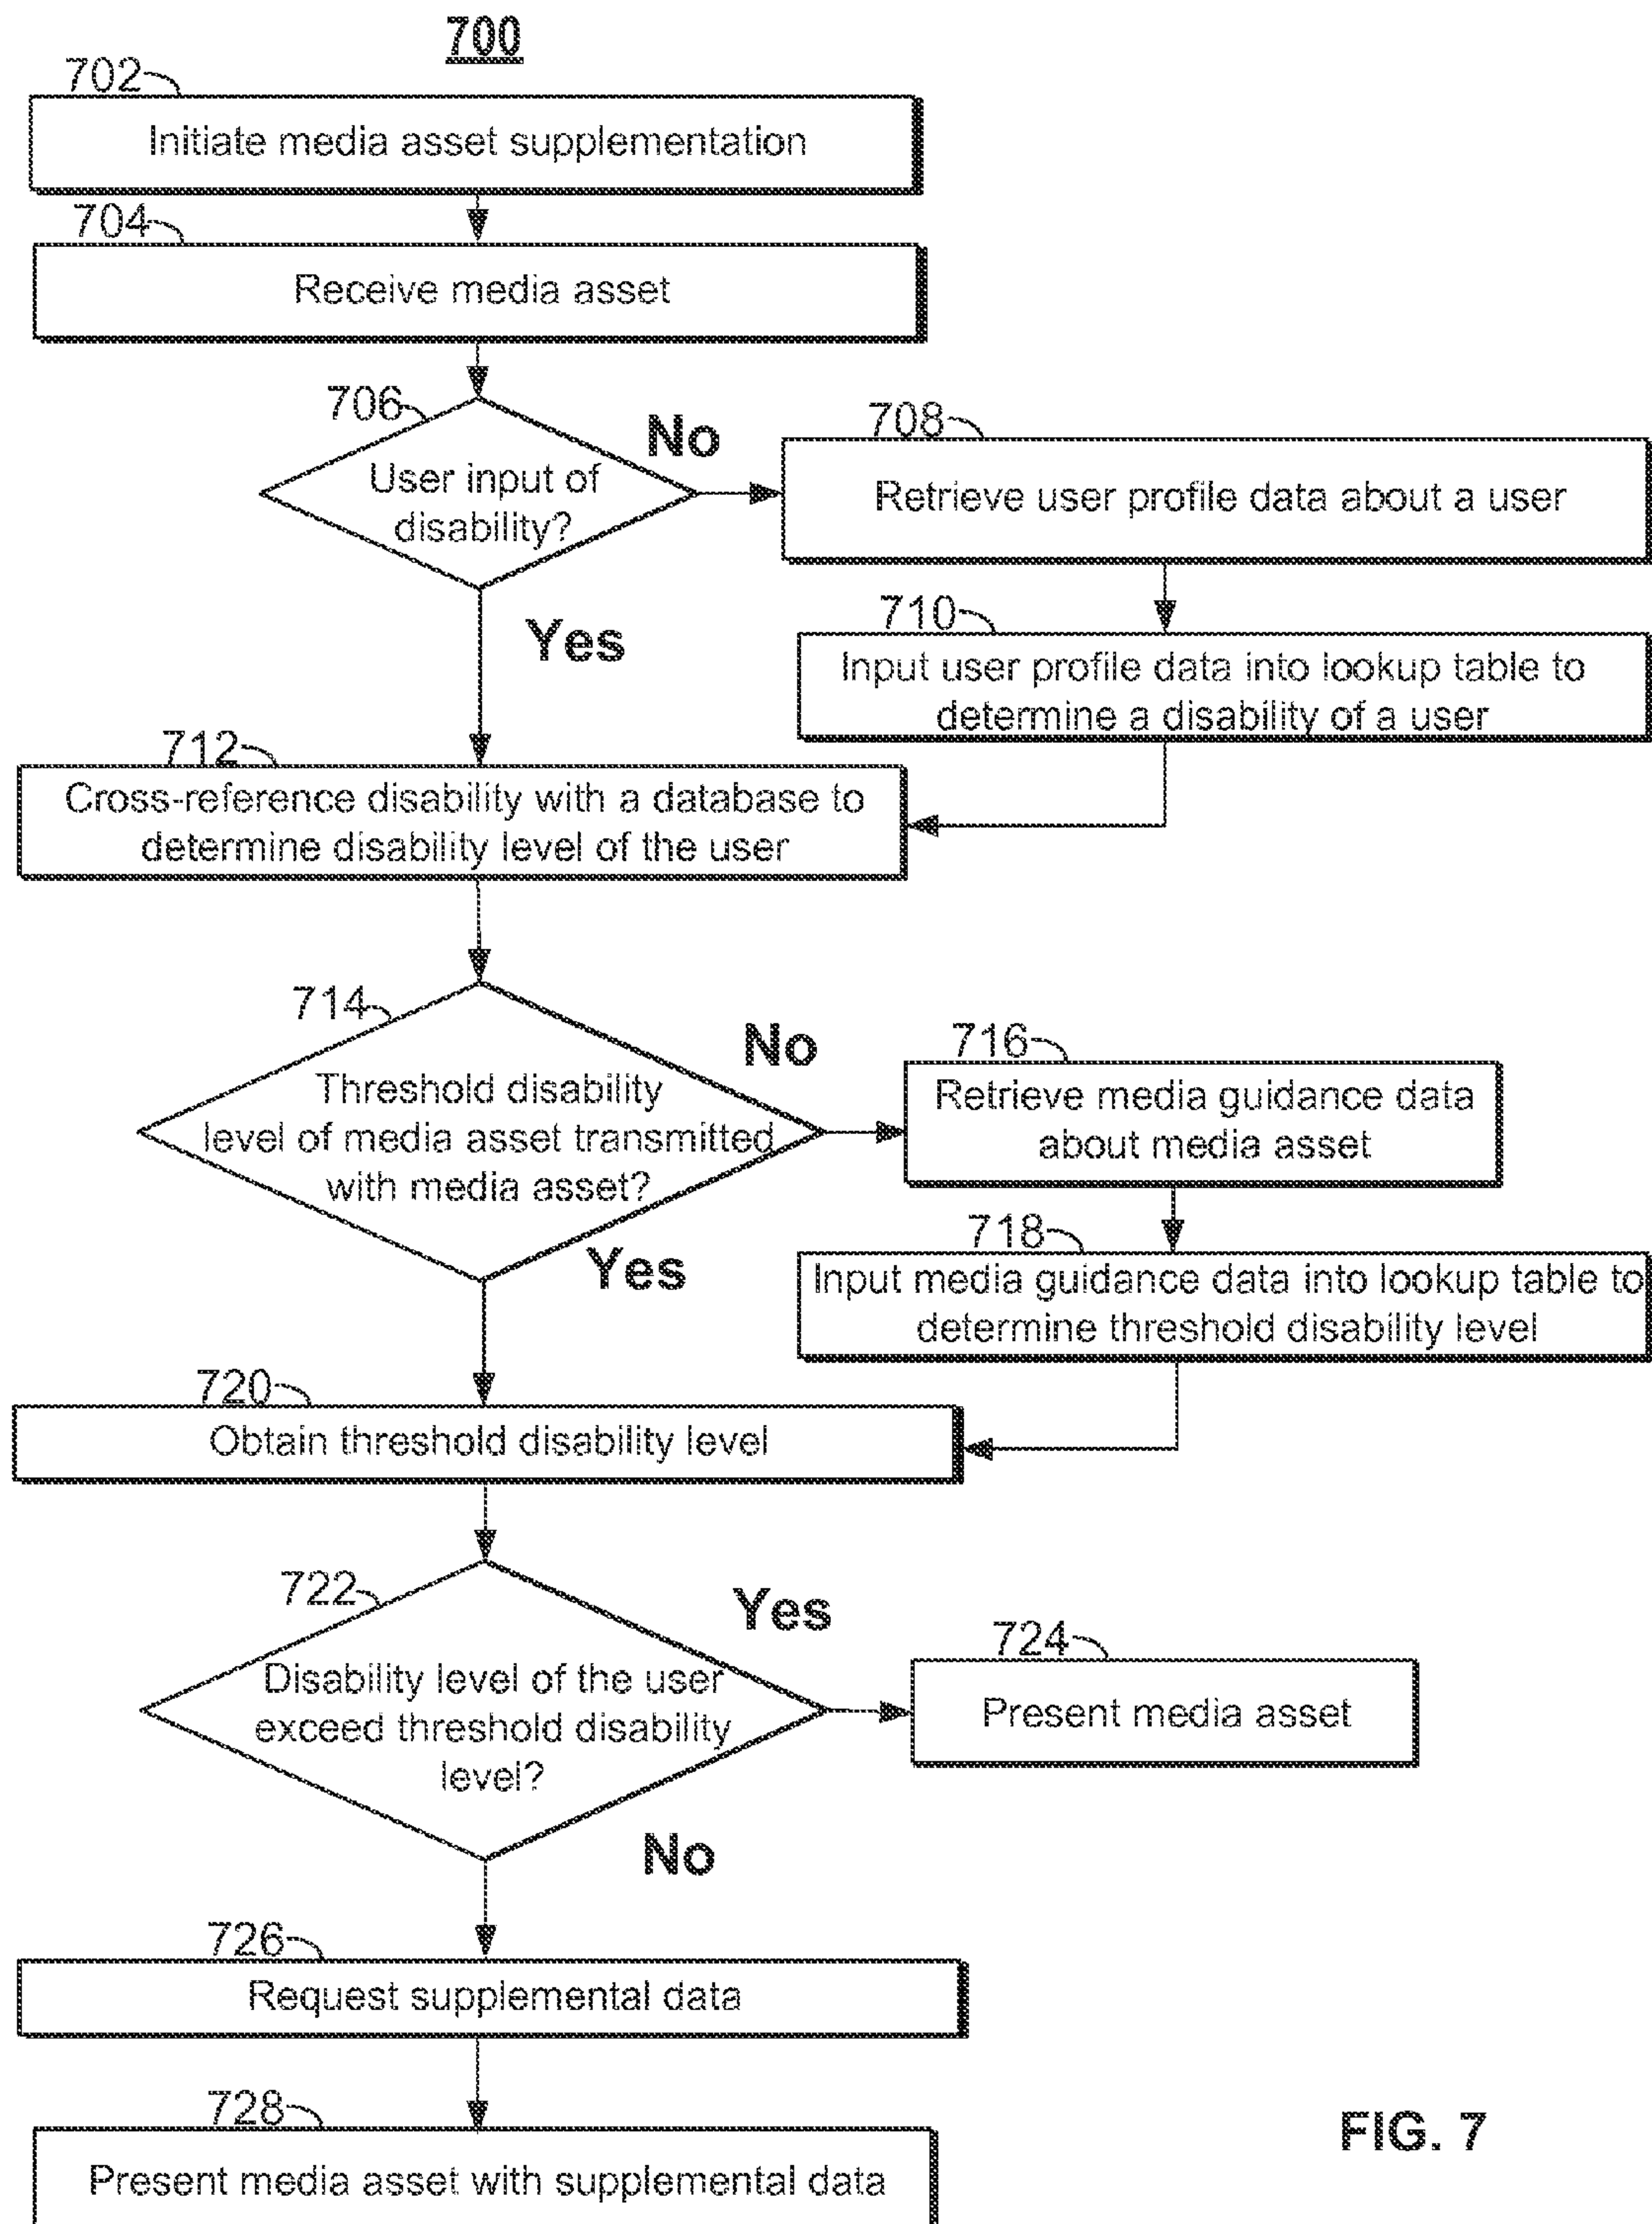 700
702
Initiate media asset supplementation
704
Receive media asset
706
User input of
disability?
No
708
Retrieve user profile data about a user
Yes
710
Input user profile data into lookup table to
determine a disability of a user
712
Cross-reference disability with a database to
determine disability level of the user
714
Threshold disability
level of media asset transmitted
with media asset?
No
716
Retrieve media guidance data
about media asset
Yes
718
Input media guidance data into lookup table to
determine threshold disability level
720
Obtain threshold disability level
722
Disability level of the user
exceed threshold disability
level?
Yes
724
Present media asset
No
726
Request supplemental data
728
Present media asset with supplemental data
FIG. 7